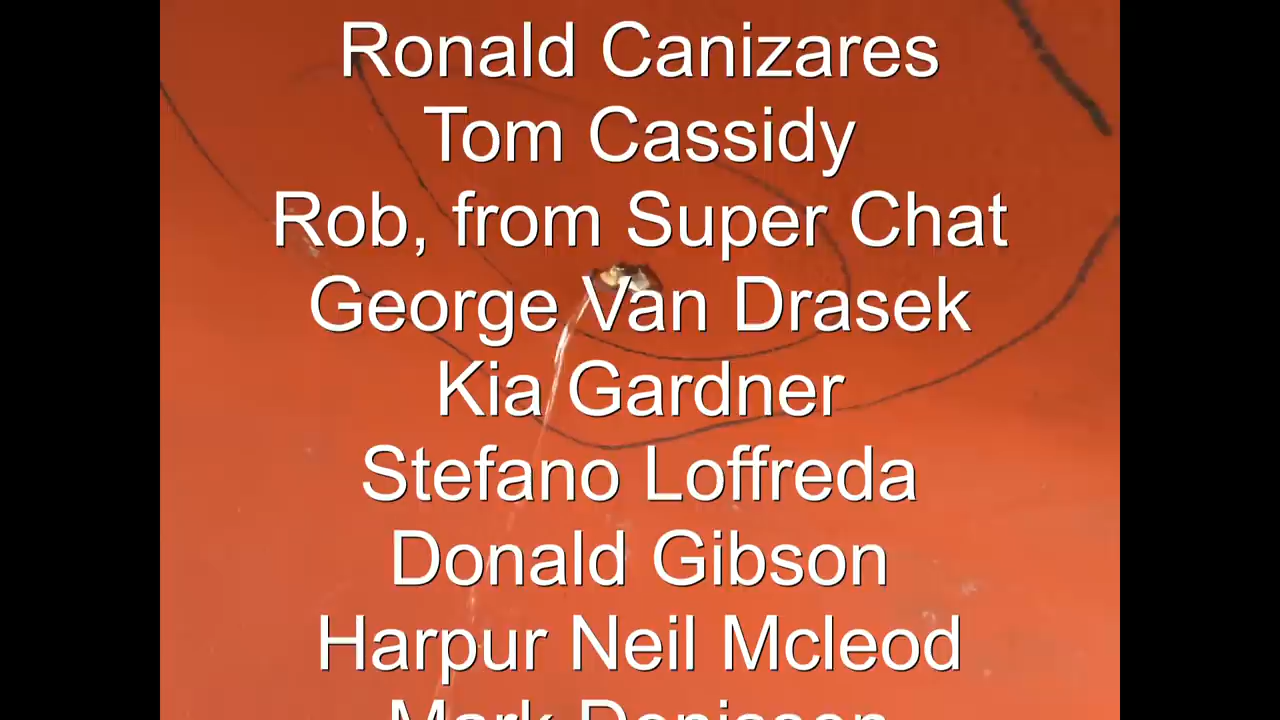 Ronald Canizares
Tom Cassidy
Rob, from Super Chat
George Van Drasek
Kia Gardner
Stefano Loffreda
Donald Gibson
Harpur Neil Mcleod
Mark